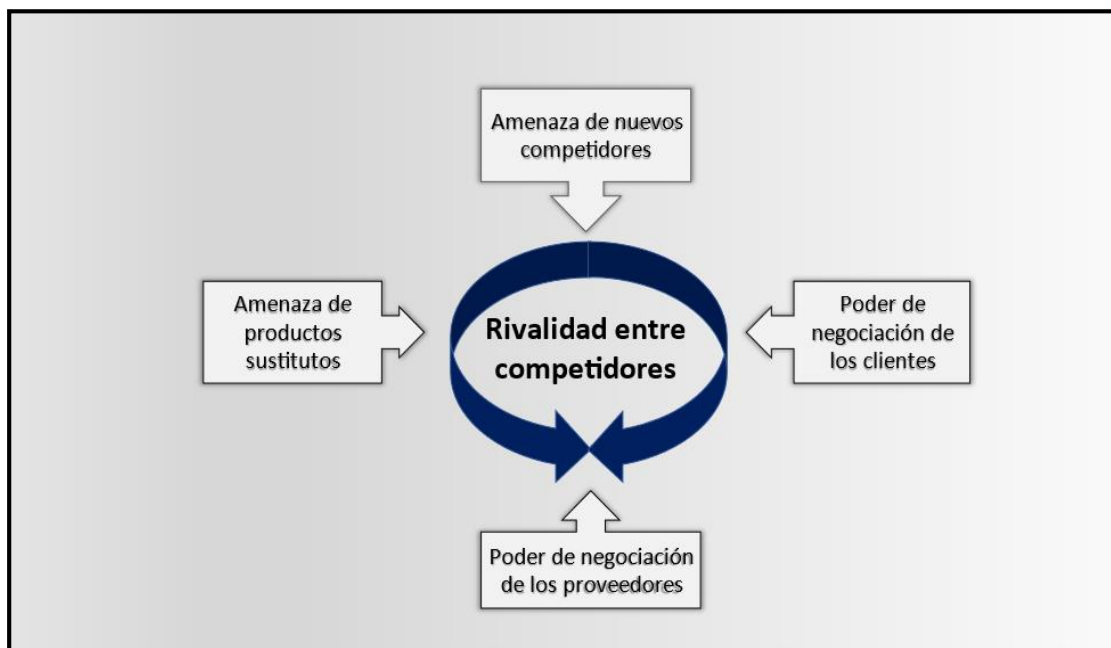 Amenaza de nuevos
competidores
Amenaza de
productos
sustitutos
Rivalidad entre
competidores
Poder de
negociación de
los clientes
Poder de negociación
de los proveedores